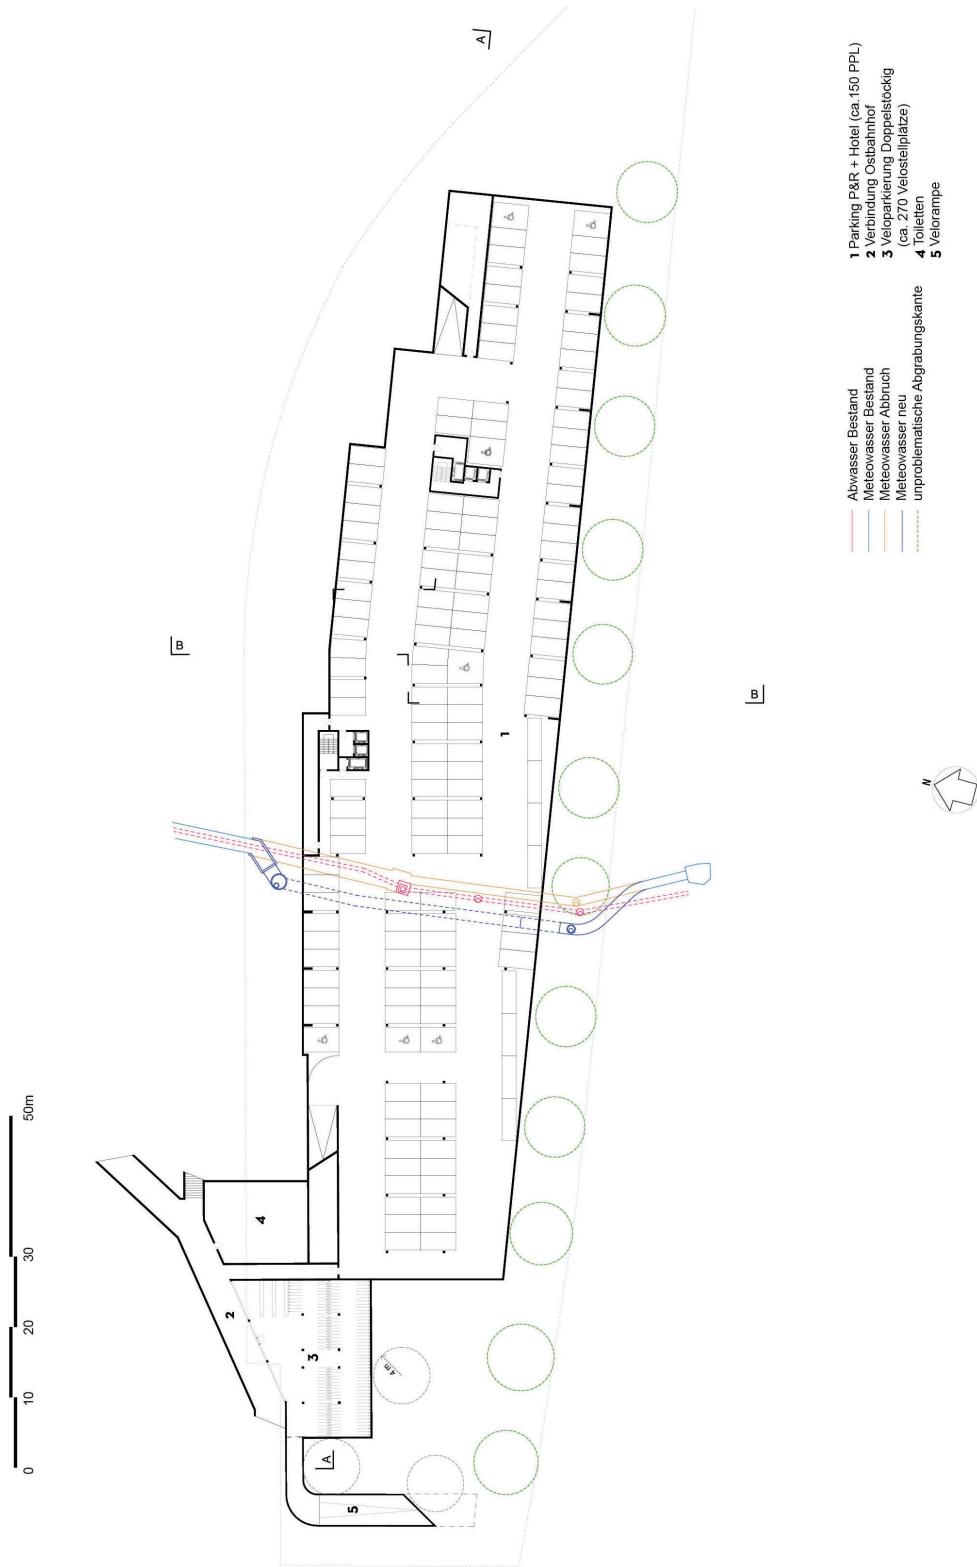 A
B
B
A
1
2
3
4
5
4 m
N
0
10
20
30
50m
Abwasser Bestand
Meteowasser Bestand
Meteowasser Abbruch
Meteowasser neu
unproblematische Abgrabungskante
1 Parking P&R + Hotel (ca.150 PPL)
2 Verbindung Ostbahnhof
3 Veloparkierung Doppelstöckig
(ca. 270 Velostellplätze)
4 Toiletten
5 Velorampe